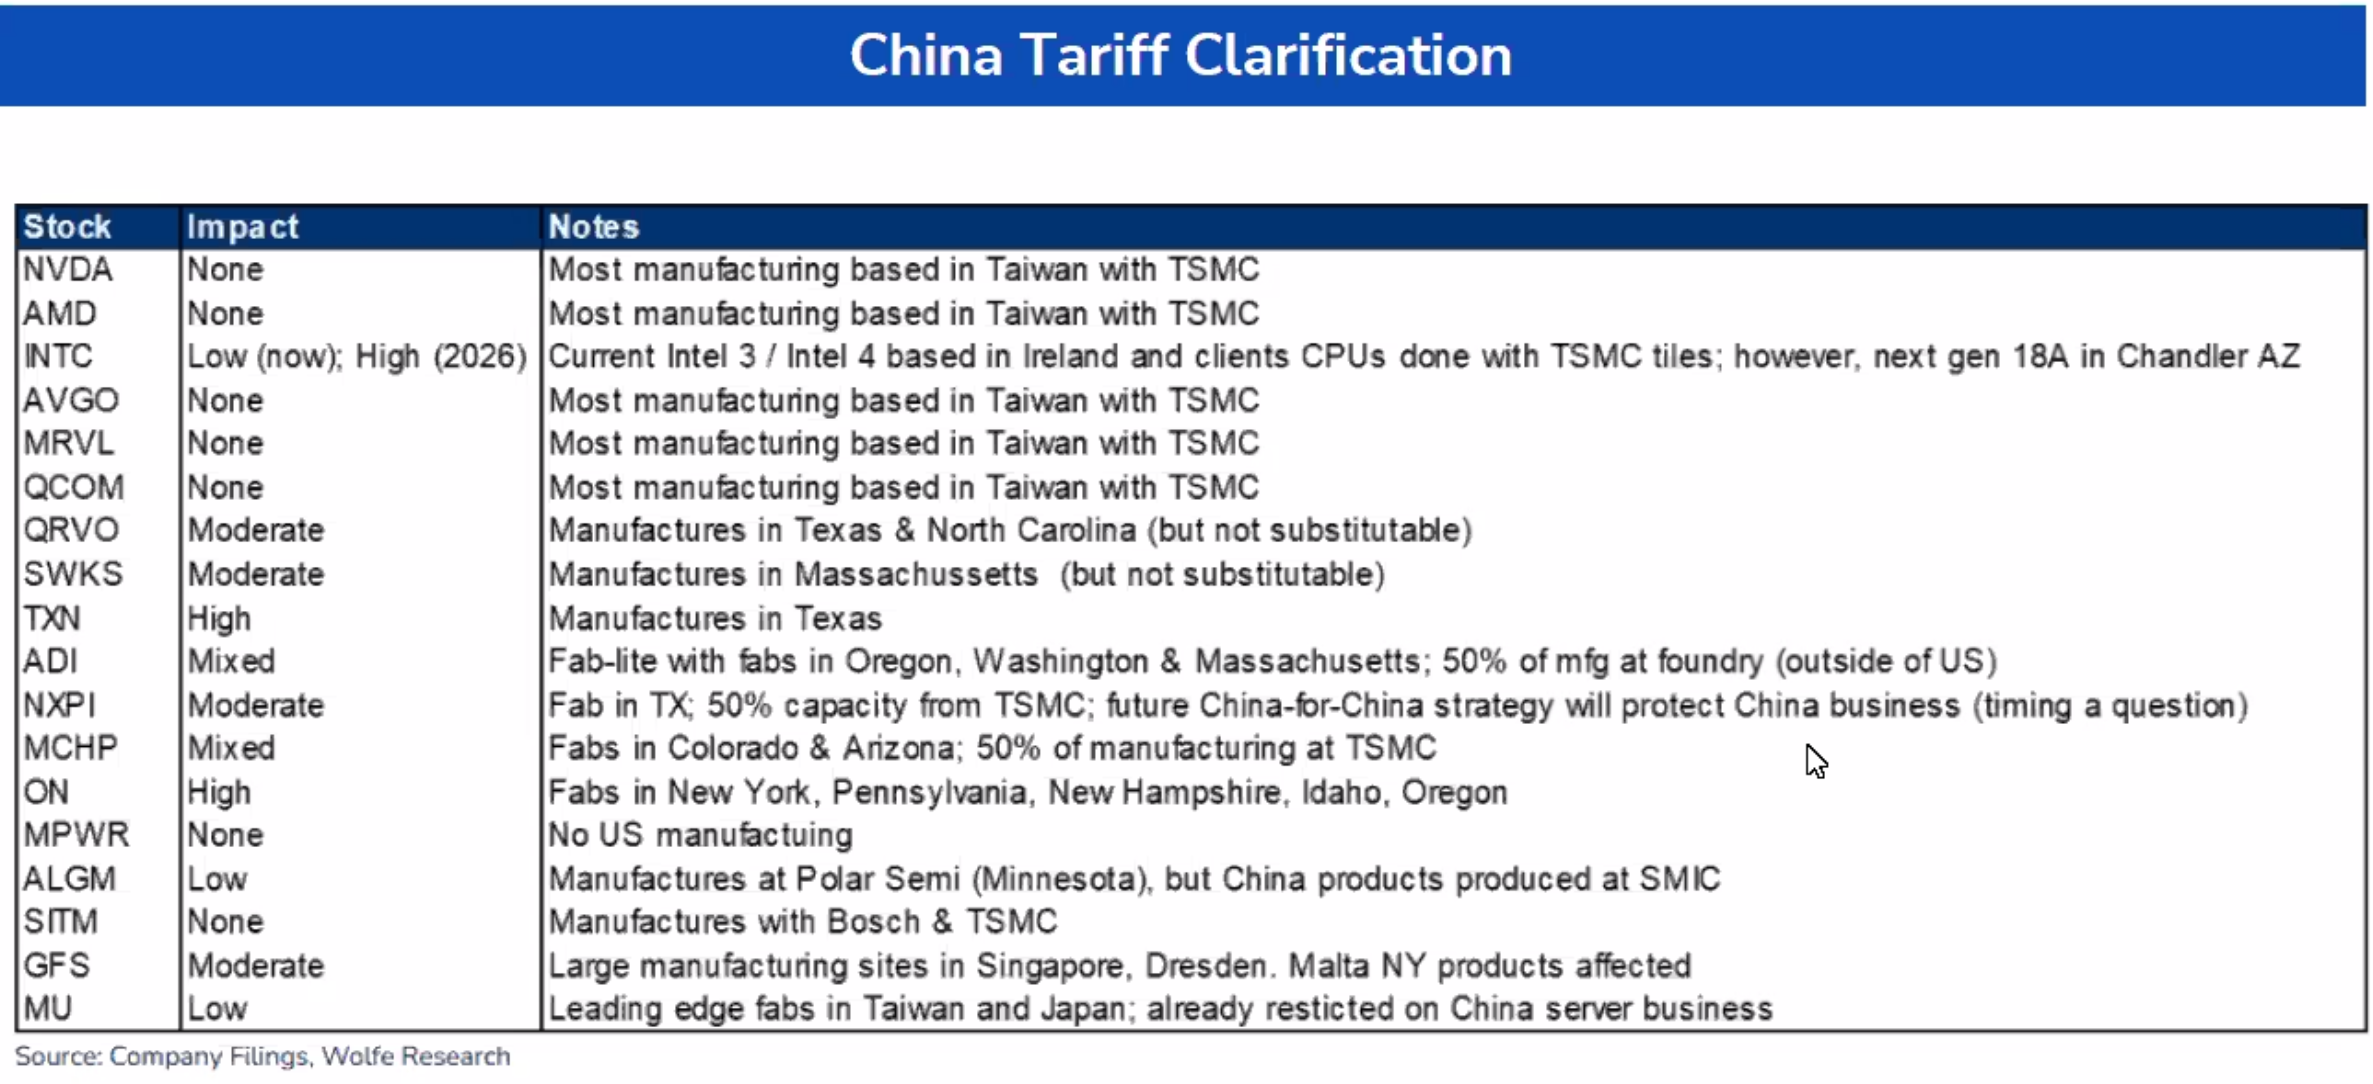 China Tariff Clarification
Stock Impact Notes
NVDA None Most manufacturing based in Taiwan with TSMC
AMD None Most manufacturing based in Taiwan with TSMC
INTC Low (now); High (2026) Current Intel 3 / Intel 4 based in Ireland and clients CPUs done with TSMC tiles; however, next gen 18A in Chandler AZ
AVGO None Most manufacturing based in Taiwan with TSMC
MRVL None Most manufacturing based in Taiwan with TSMC
QCOM None Most manufacturing based in Taiwan with TSMC
QRVO Moderate Manufactures in Texas & North Carolina (but not substitutable)
SWKS Moderate Manufactures in Massachussetts (but not substitutable)
TXN High Manufactures in Texas
ADI Mixed Fab-lite with fabs in Oregon, Washington & Massachusetts; 50% of mfg at foundry (outside of US)
NXPI Moderate Fab in TX; 50% capacity from TSMC; future China-for-China strategy will protect China business (timing a question)
MCHP Mixed Fabs in Colorado & Arizona; 50% of manufacturing at TSMC
ON High Fabs in New York, Pennsylvania, New Hampshire, Idaho, Oregon
MPWR None No US manufactuing
ALGM Low Manufactures at Polar Semi (Minnesota), but China products produced at SMIC
SITM None Manufactures with Bosch & TSMC
GFS Moderate Large manufacturing sites in Singapore, Dresden. Malta NY products affected
MU Low Leading edge fabs in Taiwan and Japan; already resticted on China server business
Source: Company Filings, Wolfe Research